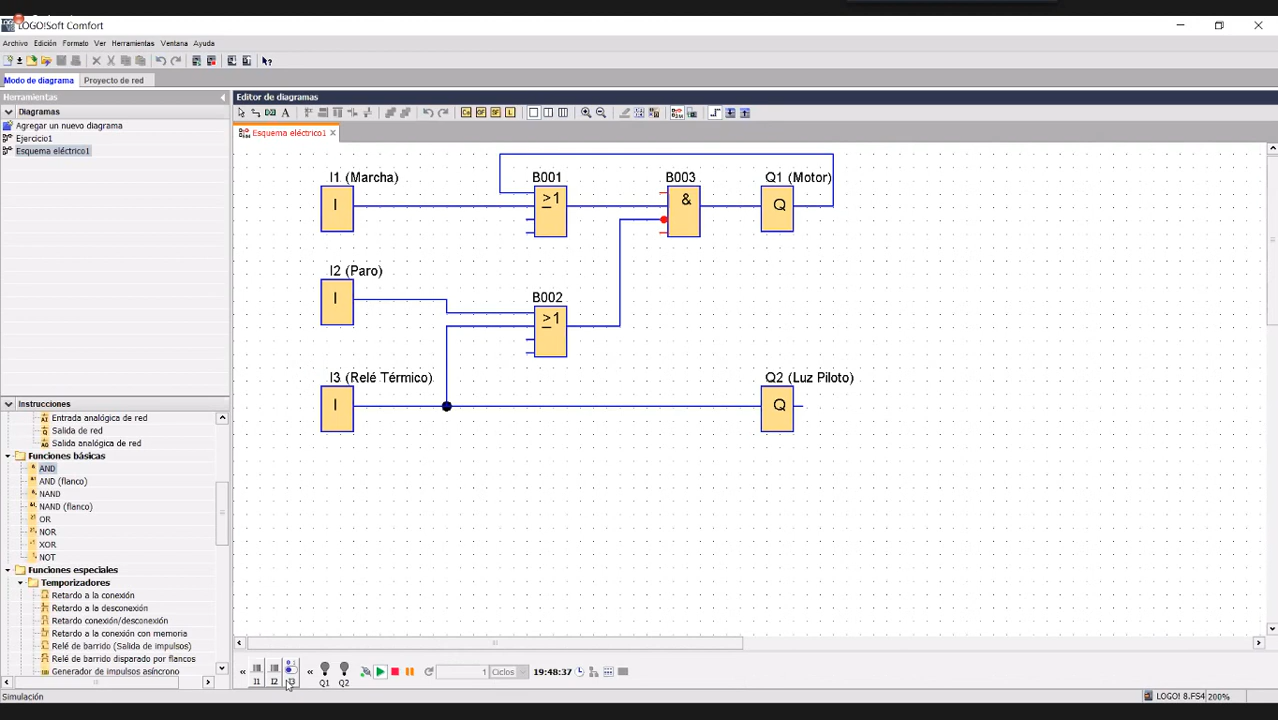 LOGO!Soft Comfort
Archivo Edición Formato Ver Herramientas Ventana Ayuda
Modo de diagrama Proyecto de red
Herramientas
Diagramas
Agregar un nuevo diagrama
Ejercicio1
Esquema eléctrico1
Instrucciones
Entrada analógica de red
Salida de red
Salida analógica de red
Funciones básicas
AND
AND (flanco)
NAND
NAND (flanco)
OR
NOR
XOR
NOT
Funciones especiales
Temporizadores
Retardo a la conexión
Retardo a la desconexión
Retardo conexión/desconexión
Retardo a la conexión con memoria
Relé de barrido (Salida de impulsos)
Relé de barrido disparado por flancos
Generador de impulsos asíncrono
Editor de diagramas
Esquema eléctrico1
I1 (Marcha) B001 B003 Q1 (Motor)
I ≥1 & Q
I2 (Paro)
I
B002
≥1
I3 (Relé Térmico) Q2 (Luz Piloto)
I Q
I1 I2 I3 Q1 Q2 1 Ciclos 19:48:37
Simulación LOGO! 8.FS4 200%